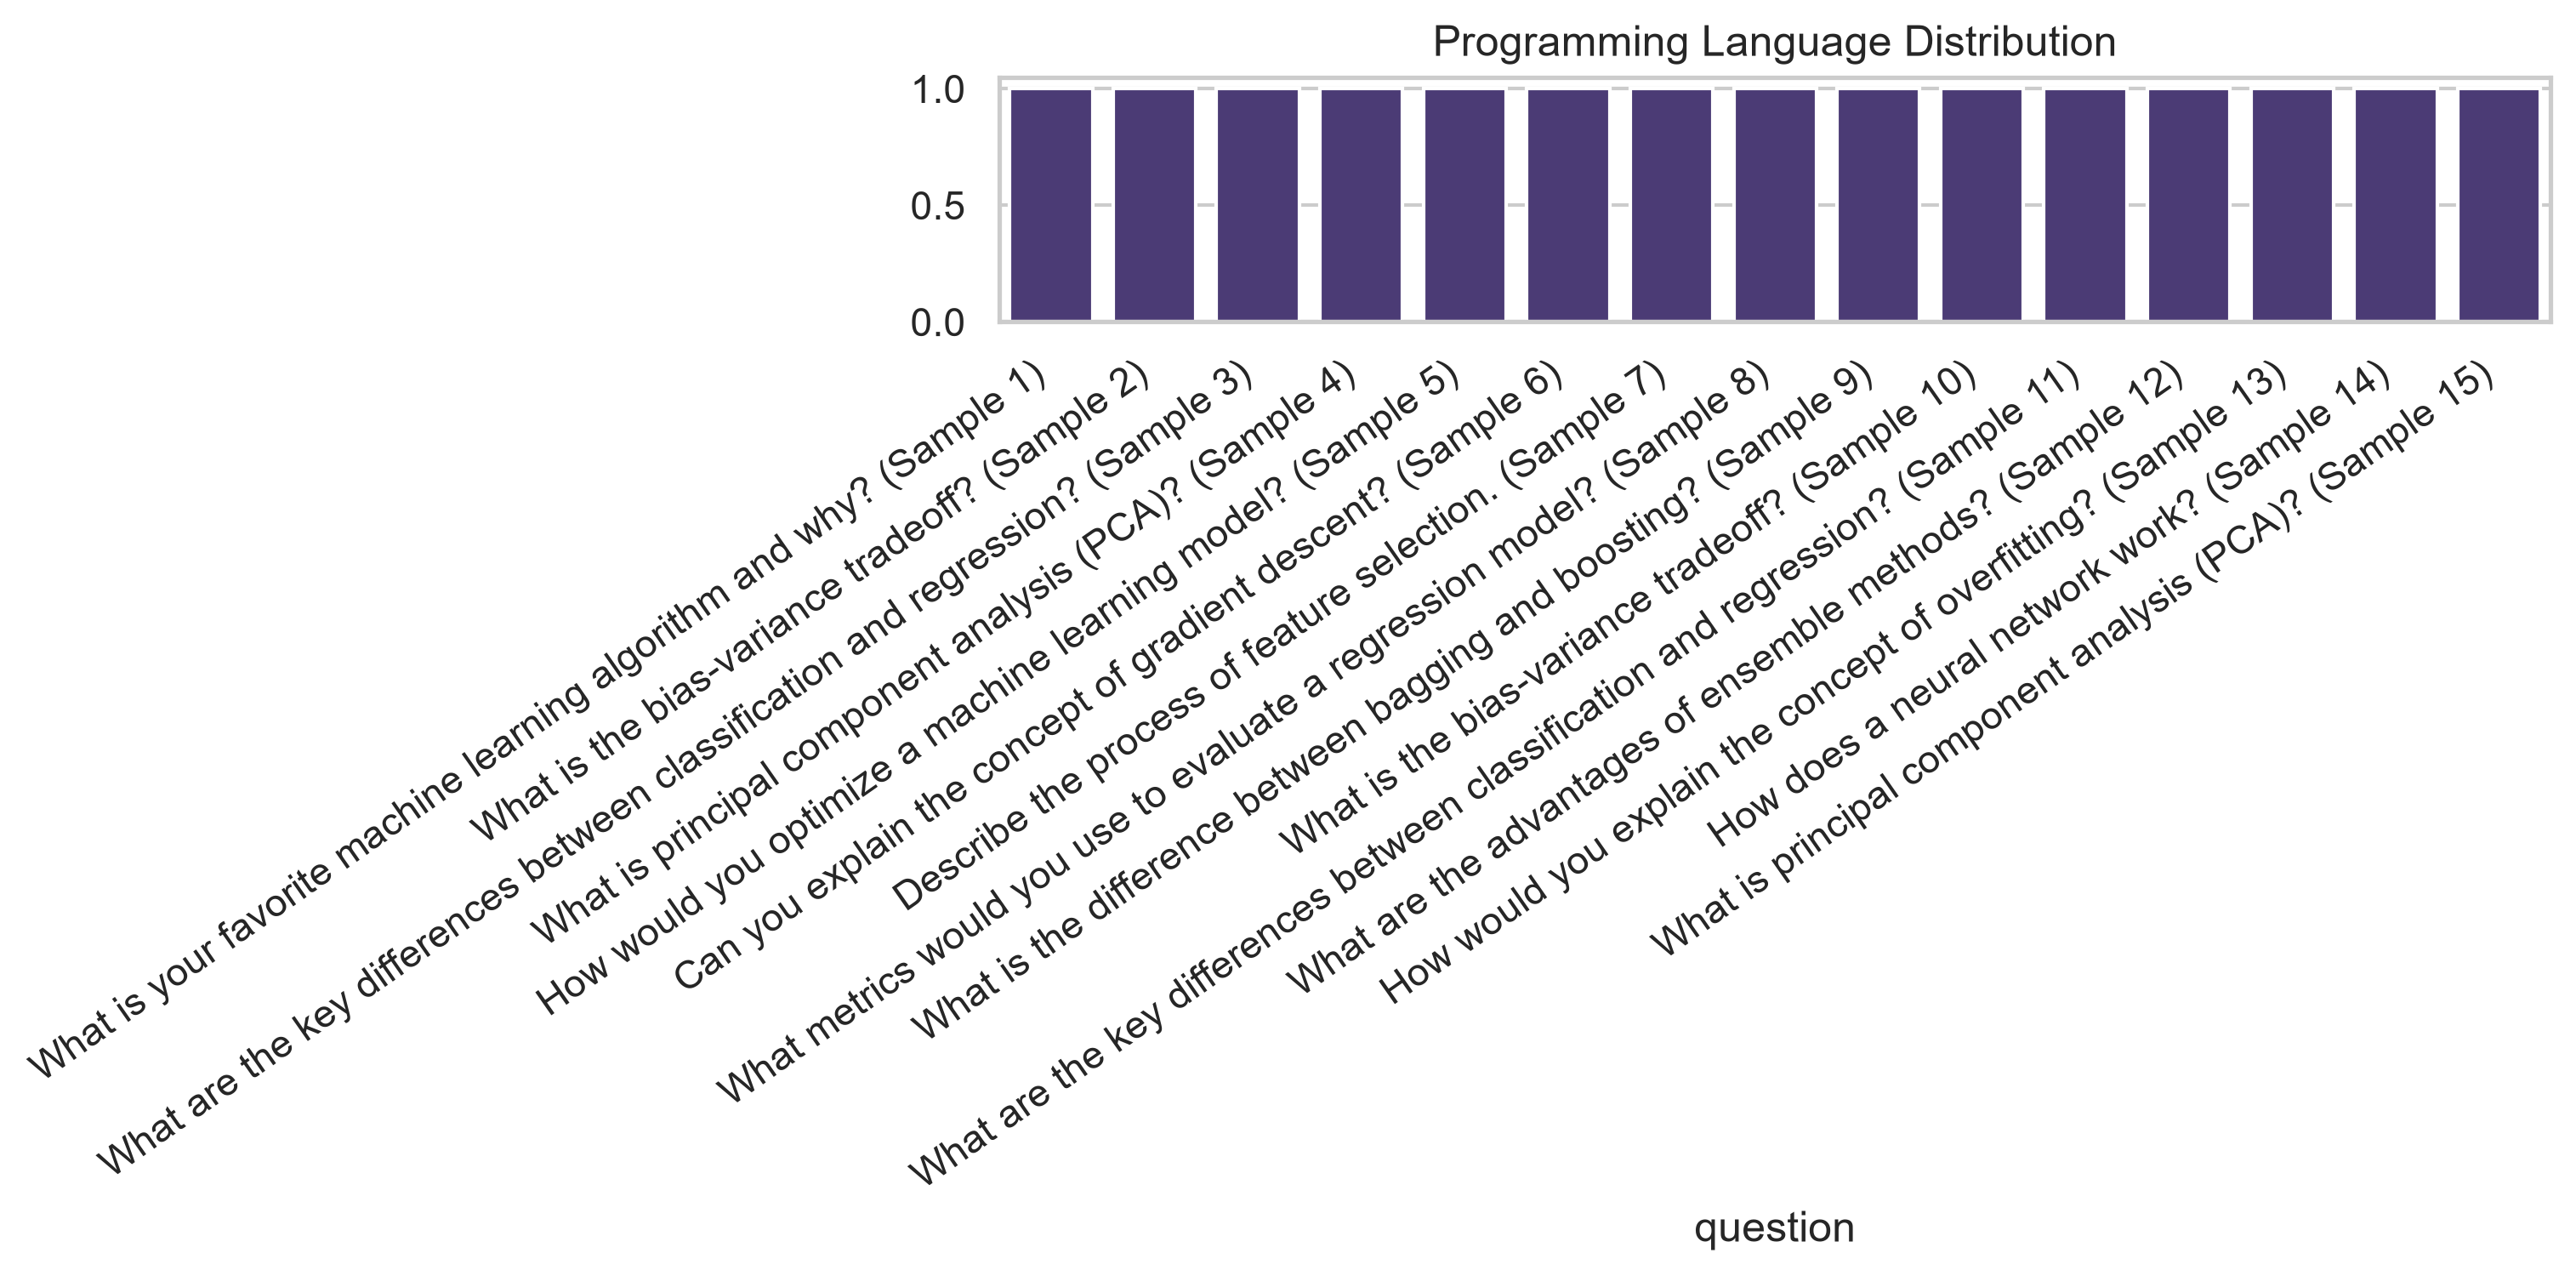 Programming Language Distribution
1.0
0.5
0.0
What is your favorite machine learning algorithm and why? (Sample 1)
What is the bias-variance tradeoff? (Sample 2)
What are the key differences between classification and regression? (Sample 3)
What is principal component analysis (PCA)? (Sample 4)
How would you optimize a machine learning model? (Sample 5)
Can you explain the concept of gradient descent? (Sample 6)
Describe the process of feature selection. (Sample 7)
What metrics would you use to evaluate a regression model? (Sample 8)
What is the difference between bagging and boosting? (Sample 9)
What is the bias-variance tradeoff? (Sample 10)
What are the key differences between classification and regression? (Sample 11)
What are the advantages of ensemble methods? (Sample 12)
How would you explain the concept of overfitting? (Sample 13)
How does a neural network work? (Sample 14)
What is principal component analysis (PCA)? (Sample 15)
question